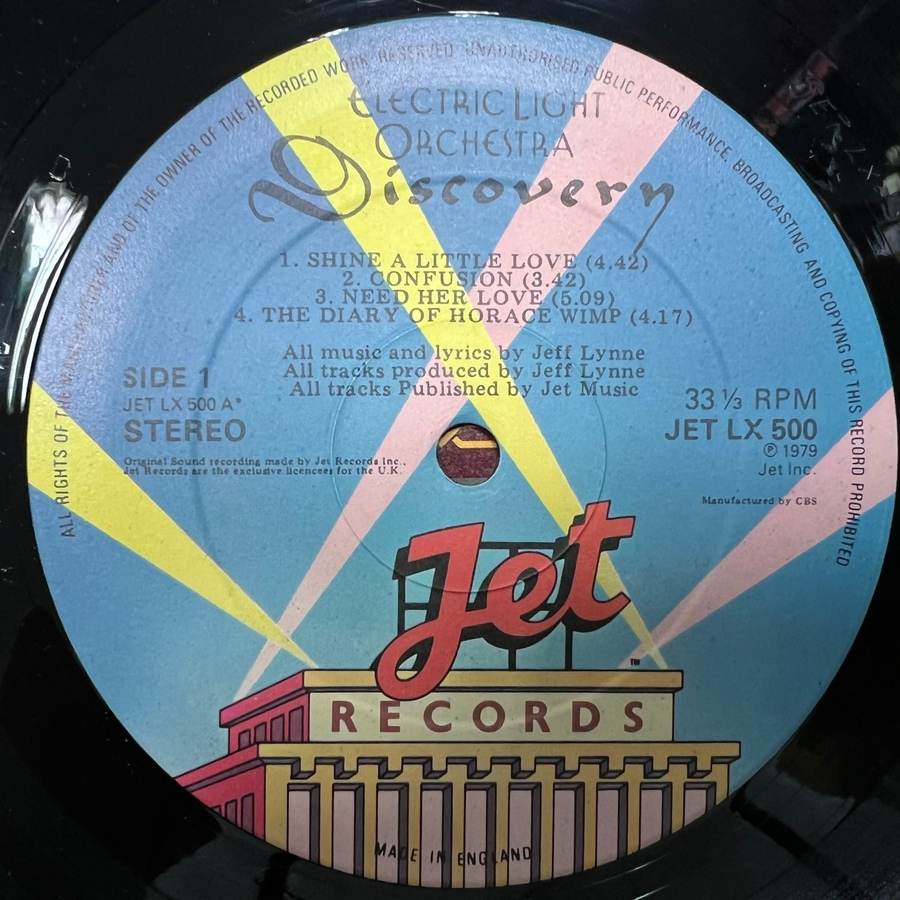 ALL RIGHTS OF THE MANUFACTURER AND OF THE OWNER OF THE RECORDED WORK RESERVED UNAUTHORISED PUBLIC PERFORMANCE, BROADCASTING AND COPYING OF THIS RECORD PROHIBITED
ELECTRIC LIGHT
ORCHESTRA
Discovery
1. SHINE A LITTLE LOVE (4.42)
2. CONFUSION (3.42)
3. NEED HER LOVE (5.09)
4. THE DIARY OF HORACE WIMP (4.17)
All music and lyrics by Jeff Lynne
All tracks produced by Jeff Lynne
All tracks Published by Jet Music
SIDE 1
JET LX 500 A*
STEREO
Original Sound recording made by Jet Records Inc.,
Jet Records are the exclusive licencees for the U.K.
33 ⅓ RPM
JET LX 500
℗ 1979
Jet Inc.
Manufactured by CBS
Jet
TM
RECORDS
MADE IN ENGLAND